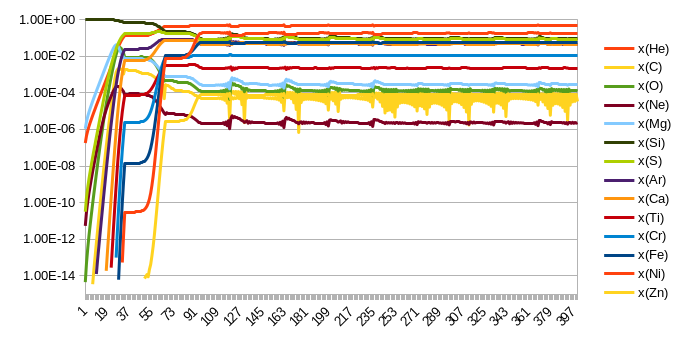 1.00E+00
1.00E-02
1.00E-04
1.00E-06
1.00E-08
1.00E-10
1.00E-12
1.00E-14
1 19 37 55 73 91 109 127 145 163 181 199 217 235 253 271 289 307 325 343 361 379 397
x(He)
x(C)
x(O)
x(Ne)
x(Mg)
x(Si)
x(S)
x(Ar)
x(Ca)
x(Ti)
x(Cr)
x(Fe)
x(Ni)
x(Zn)